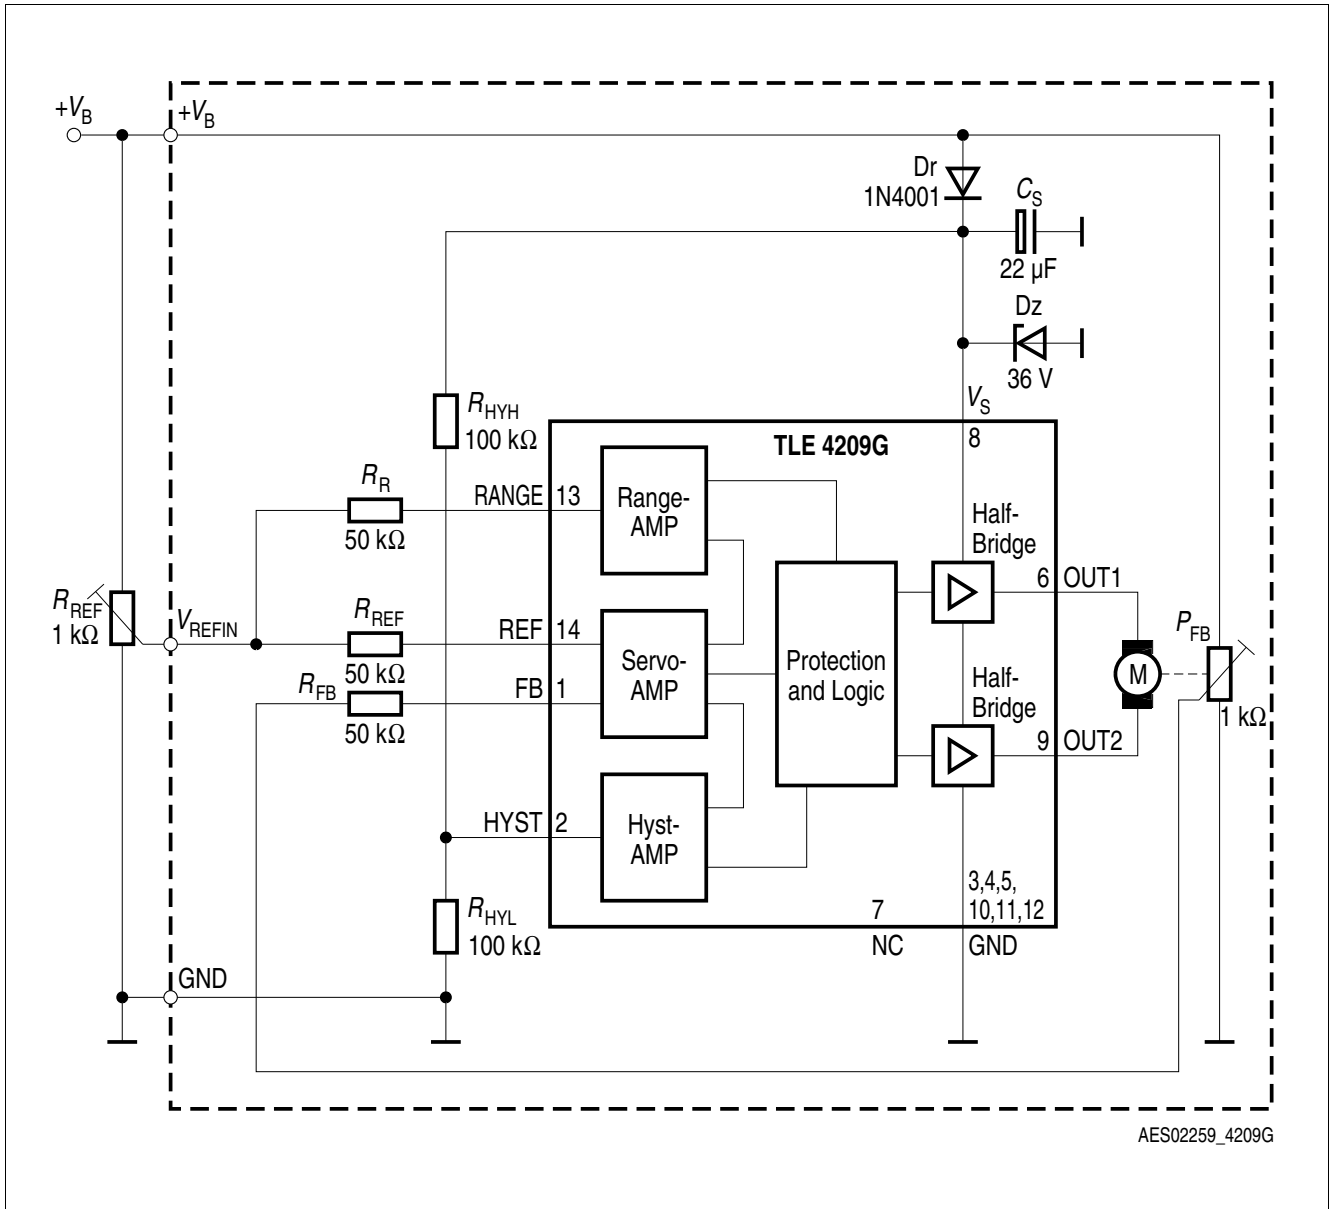 +VB
+VB
Dr
1N4001
CS
22 µF
Dz
36 V
VS
8
RHYH
100 kΩ
TLE 4209G
RR
50 kΩ
RANGE 13
Range-
AMP
Half-
Bridge
6 OUT1
RREF
1 kΩ
VREFIN
RREF
50 kΩ
REF 14
Servo-
AMP
Protection
and Logic
PFB
1 kΩ
M
RFB
50 kΩ
FB 1
Half-
Bridge
9 OUT2
HYST 2
Hyst-
AMP
3,4,5,
10,11,12
7
NC
GND
RHYL
100 kΩ
GND
AES02259_4209G